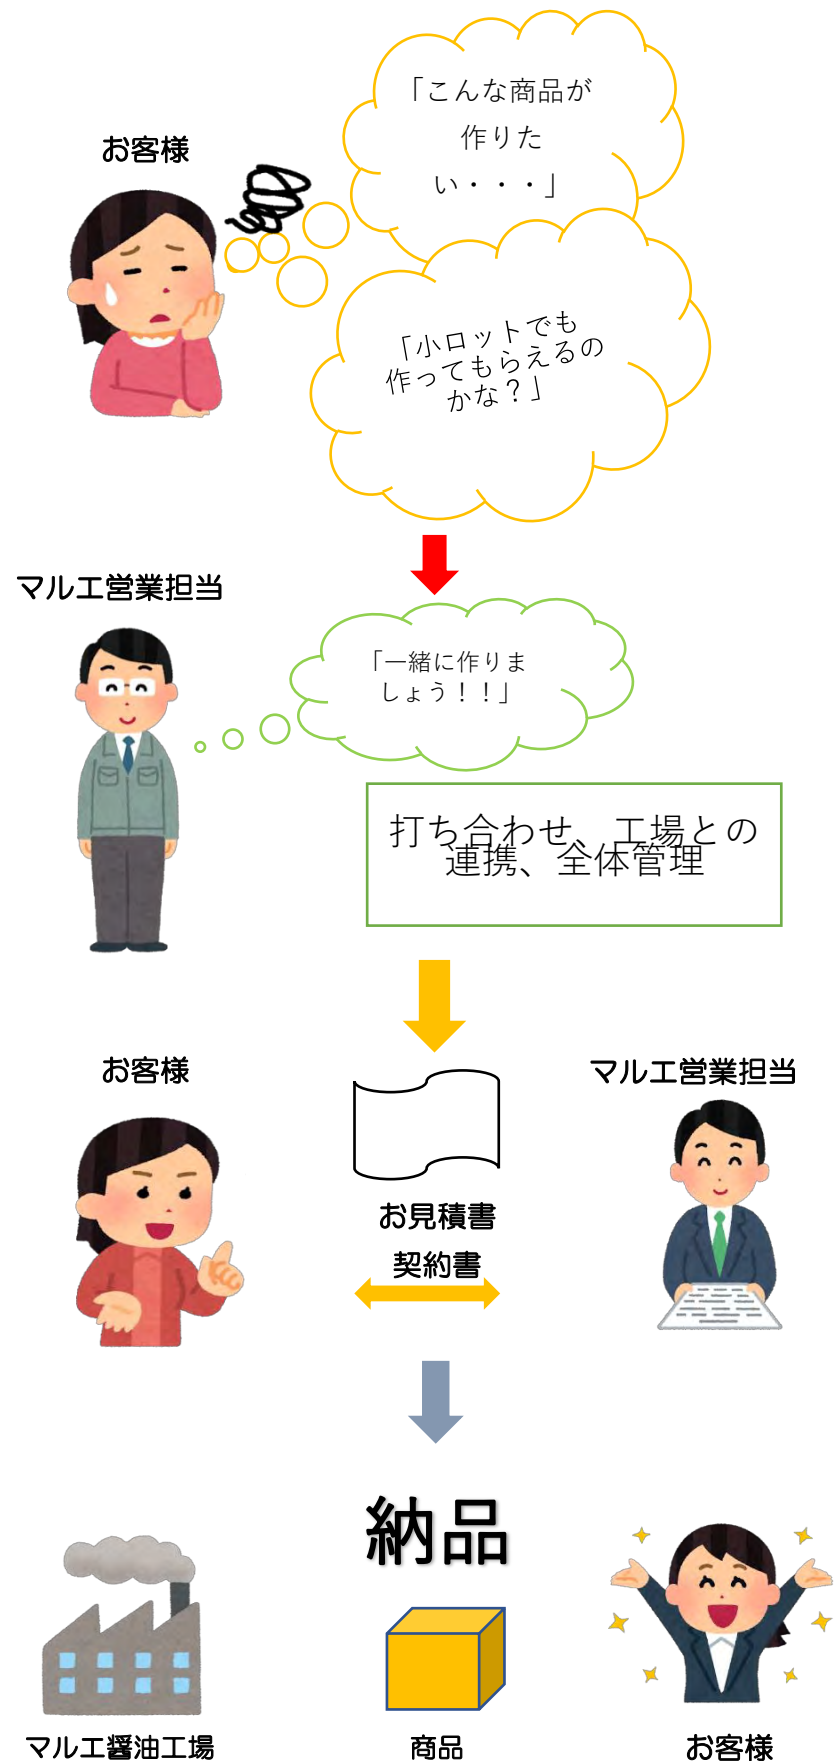 お客様
「こんな商品が
作りた
い・・・」
「小ロットでも
作ってもらえるの
かな？」
マルエ営業担当
「一緒に作りま
しょう！！」
打ち合わせ、工場との
連携、全体管理
お客様
マルエ営業担当
お見積書
契約書
納品
マルエ醤油工場
商品
お客様